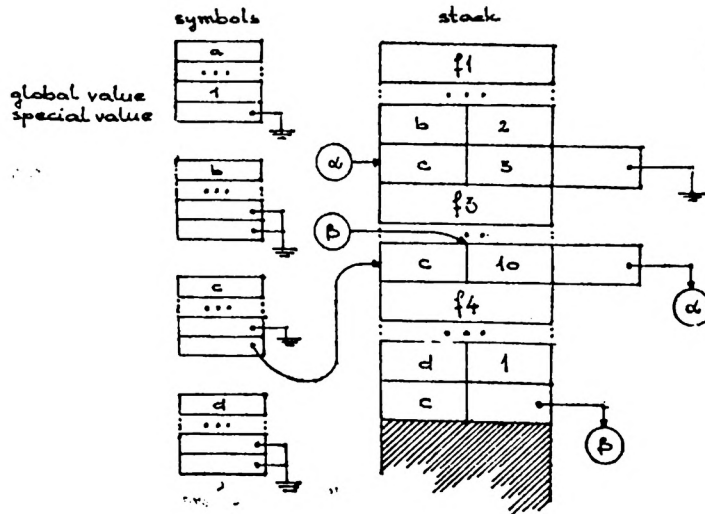 symbols
stack
a
...
global value
1
special value
b
...
c
...
d
...
f1
...
b 2
α
c 3
f3
β
...
c 10
α
f4
...
d 1
c
β